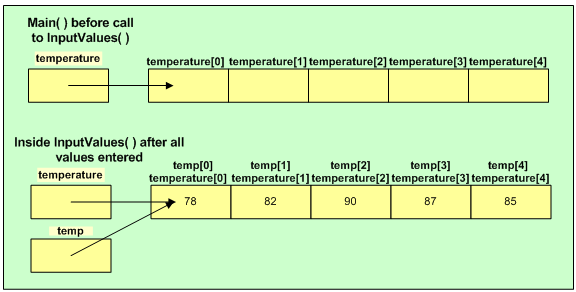 Main( ) before call
to InputValues( )
temperature
temperature[0] temperature[1] temperature[2] temperature[3] temperature[4]
Inside InputValues( ) after all
values entered
temperature
temp[0] temp[1] temp[2] temp[3] temp[4]
temperature[0] temperature[1] temperature[2] temperature[3] temperature[4]
78 82 90 87 85
temp